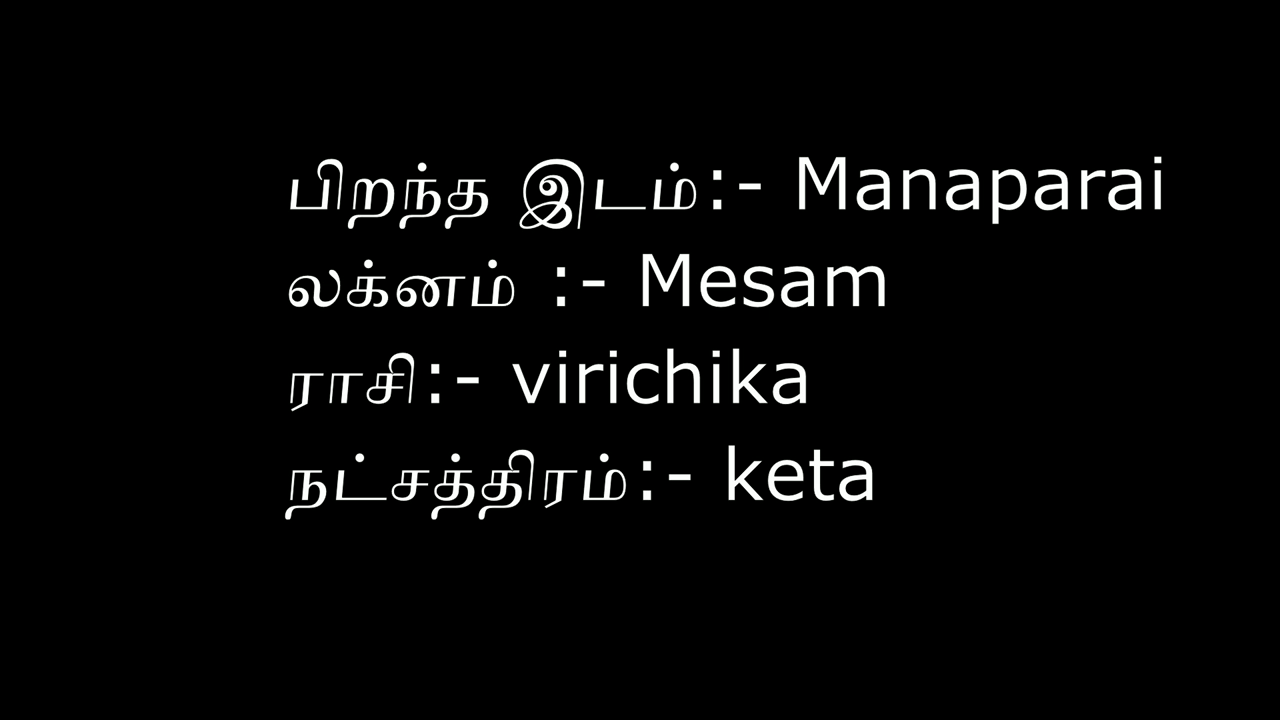 பிறந்த இடம்:- Manaparai
லக்னம் :- Mesam
ராசி:- virichika
நட்சத்திரம்:- keta